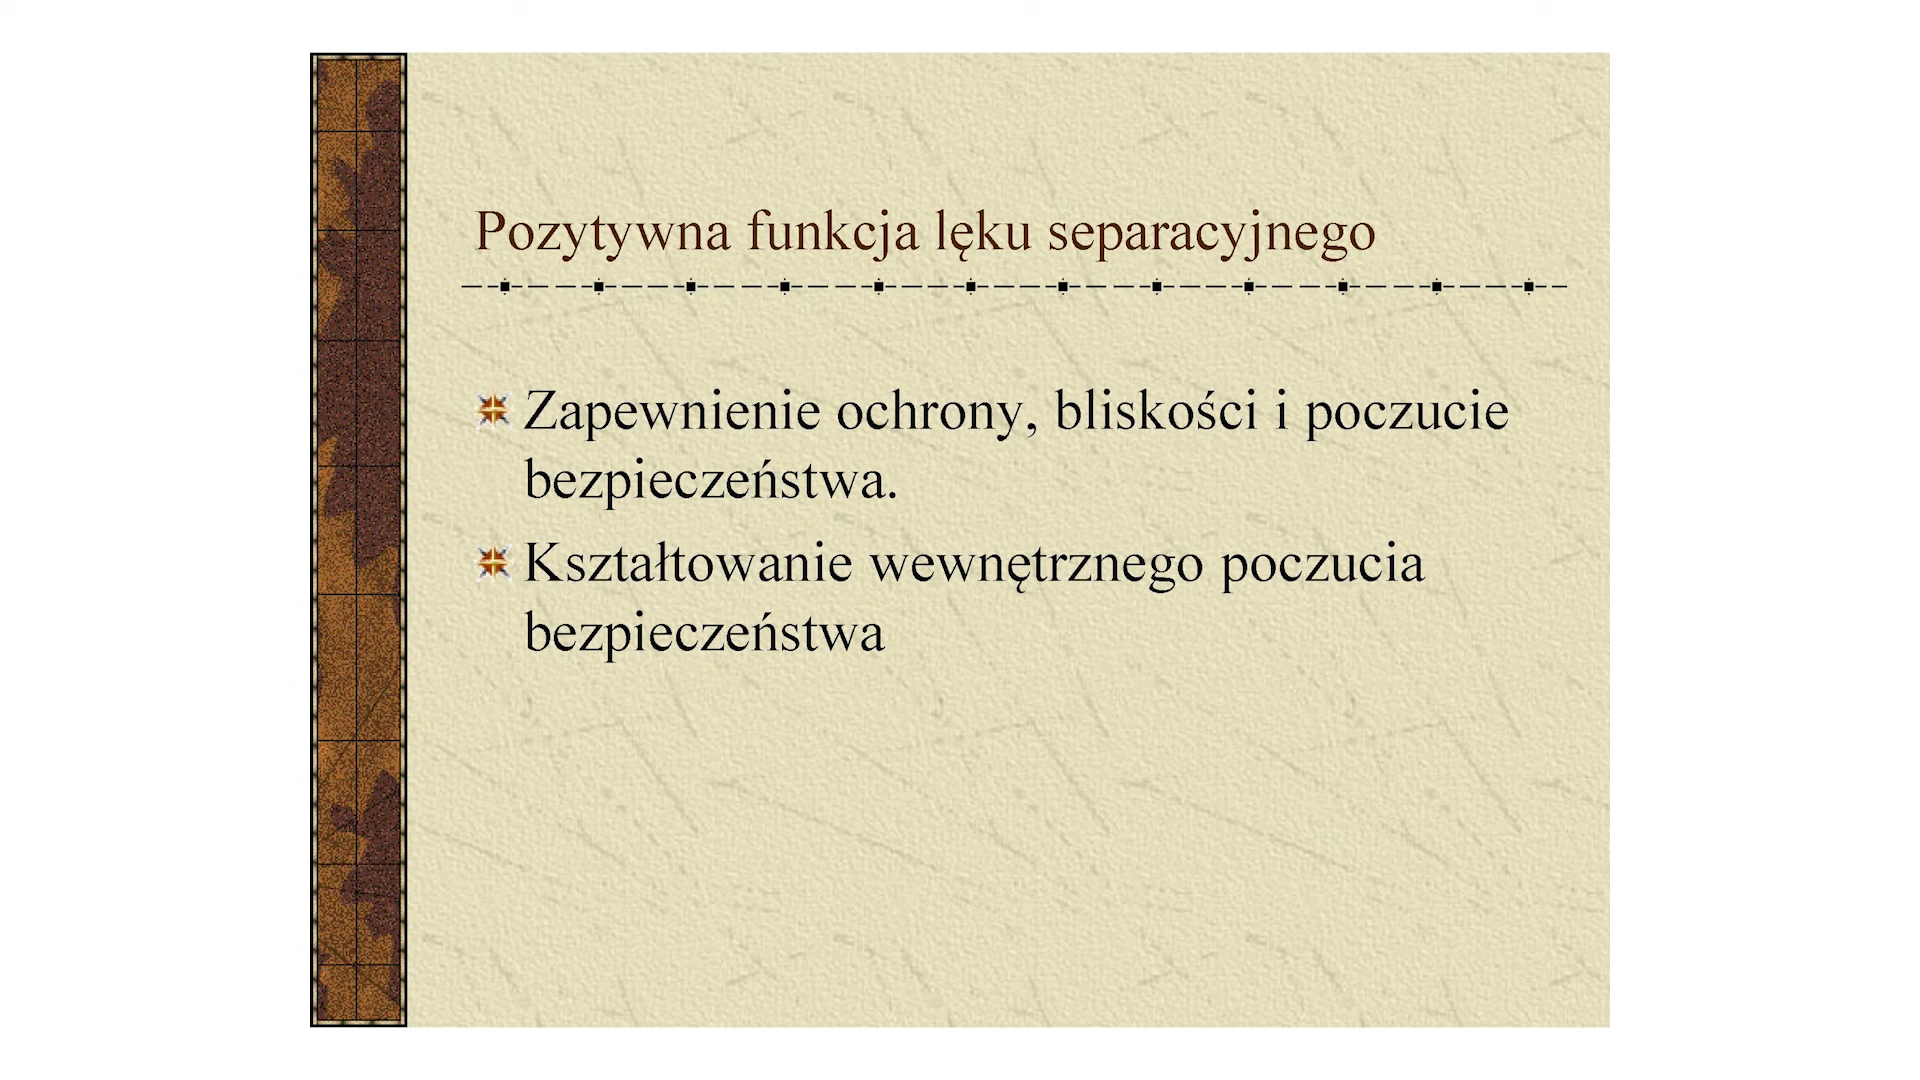 Pozytywna funkcja lęku separacyjnego
Zapewnienie ochrony, bliskości i poczucie
bezpieczeństwa.
Kształtowanie wewnętrznego poczucia
bezpieczeństwa